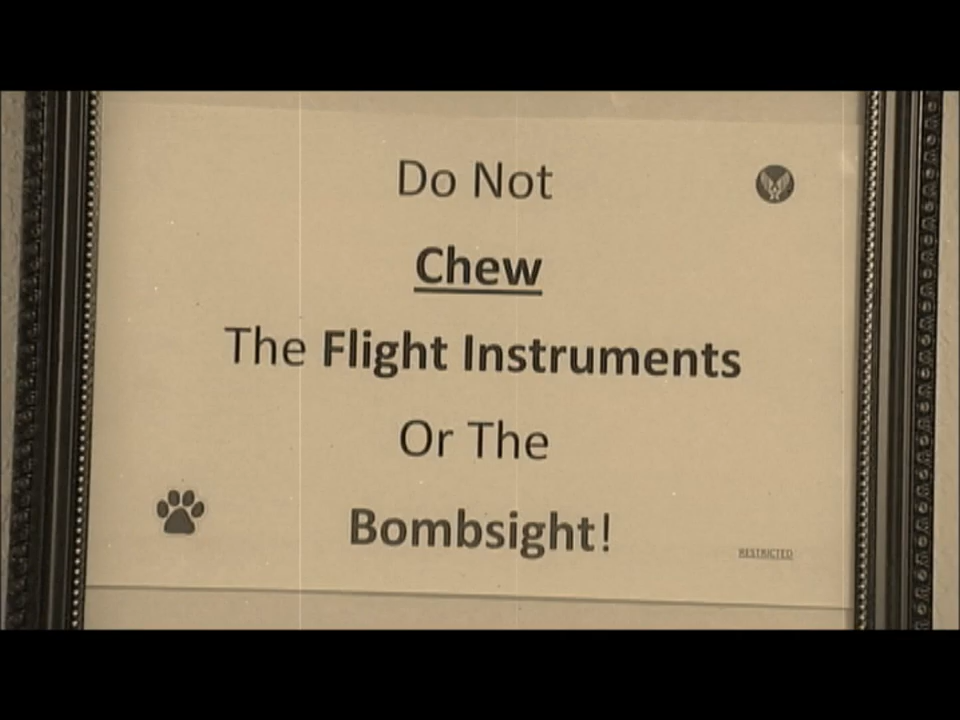 Do Not
Chew
The Flight Instruments
Or The
Bombsight!
RESTRICTED